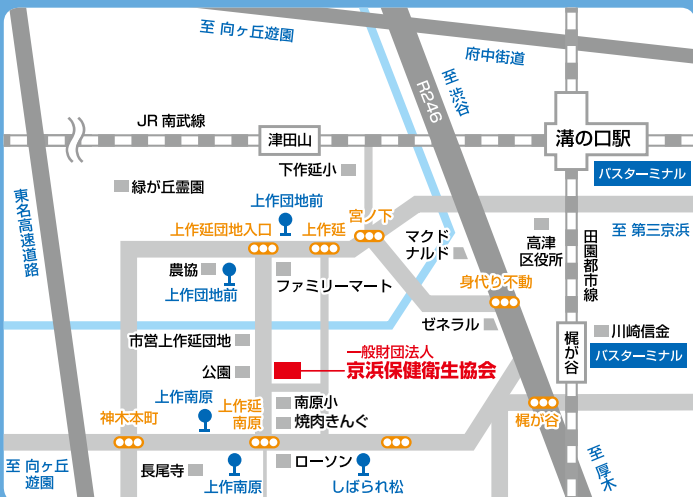 至 向ヶ丘遊園
府中街道
至 渋谷
R246
JR 南武線
津田山
溝の口駅
バスターミナル
下作延小
緑が丘霊園
東名高速道路
上作団地前
宮ノ下
上作延団地入口
上作延
マクド
ナルド
高津
区役所
田園都市線
至 第三京浜
農協
上作団地前
ファミリーマート
身代り不動
ゼネラル
市営上作延団地
梶が谷
川崎信金
バスターミナル
一般財団法人
京浜保健衛生協会
公園
上作南原
上作延
南原
南原小
焼肉きんぐ
神木本町
梶が谷
至 向ヶ丘
遊園
長尾寺
上作南原
ローソン
しばられ松
至 厚木